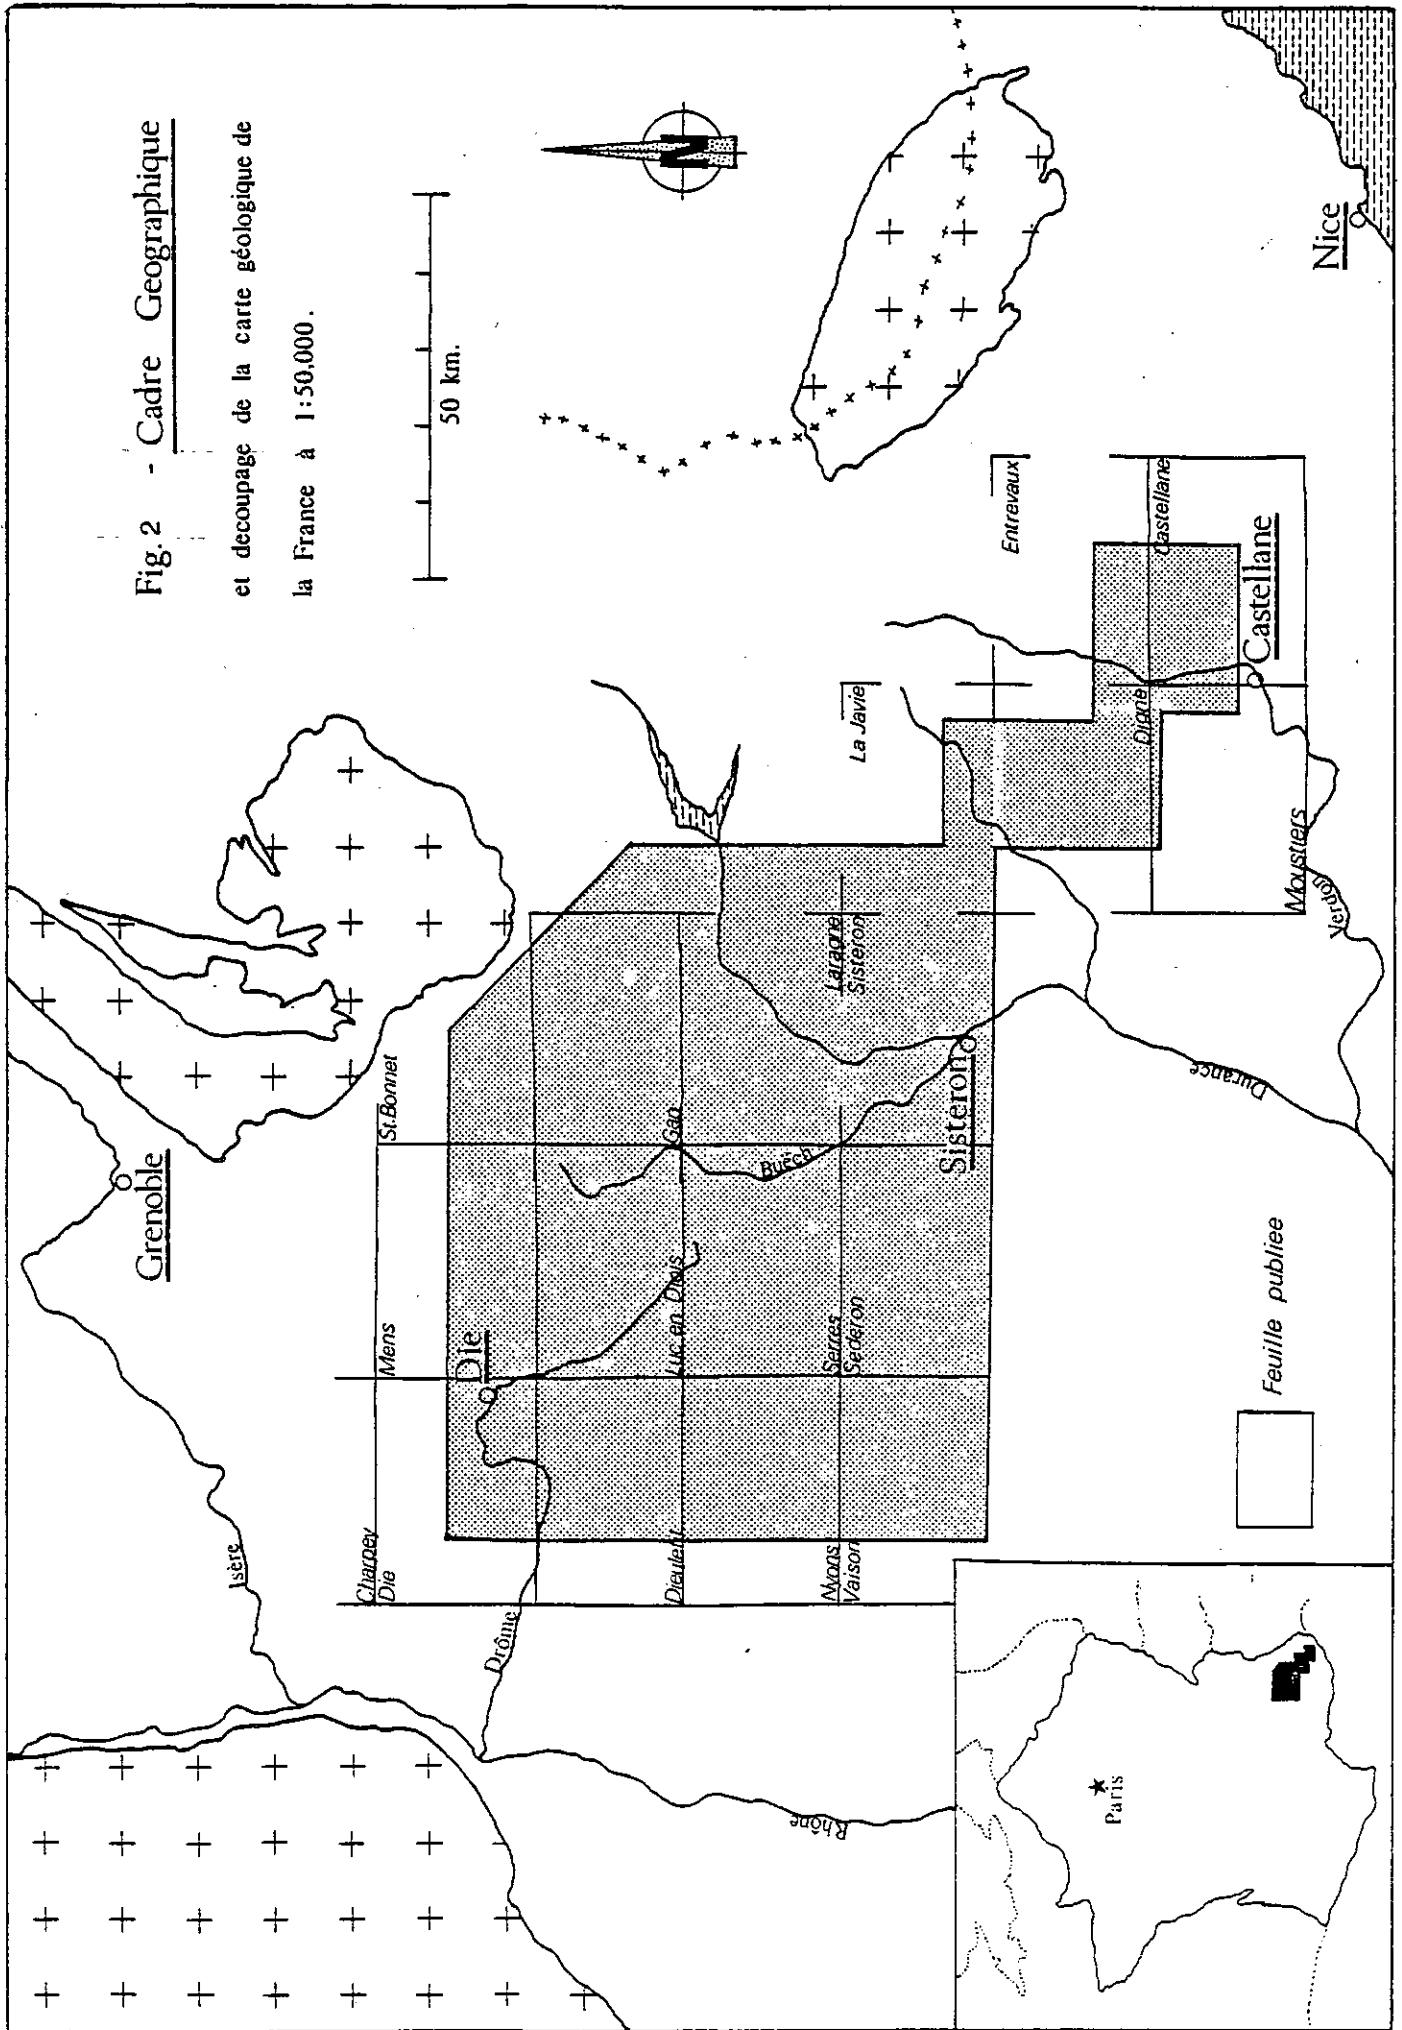 Fig. 2 - Cadre Geographique
et decoupage de la carte géologique de
la France à 1:50.000.
50 km.
N
Grenoble
Isère
Charpey
Die
Mens
St.Bonnet
Die
Drôme
Dieulefit
Luc en Diois
Gap
Buëch
Nyons
Vaison
Serres
Sederon
Laragne
Sisteron
La Javie
Entrevaux
Sisteron
Digne
Castellane
Castellane
Moustiers
Verdon
Durance
Rhône
Nice
Feuille publiee
Paris